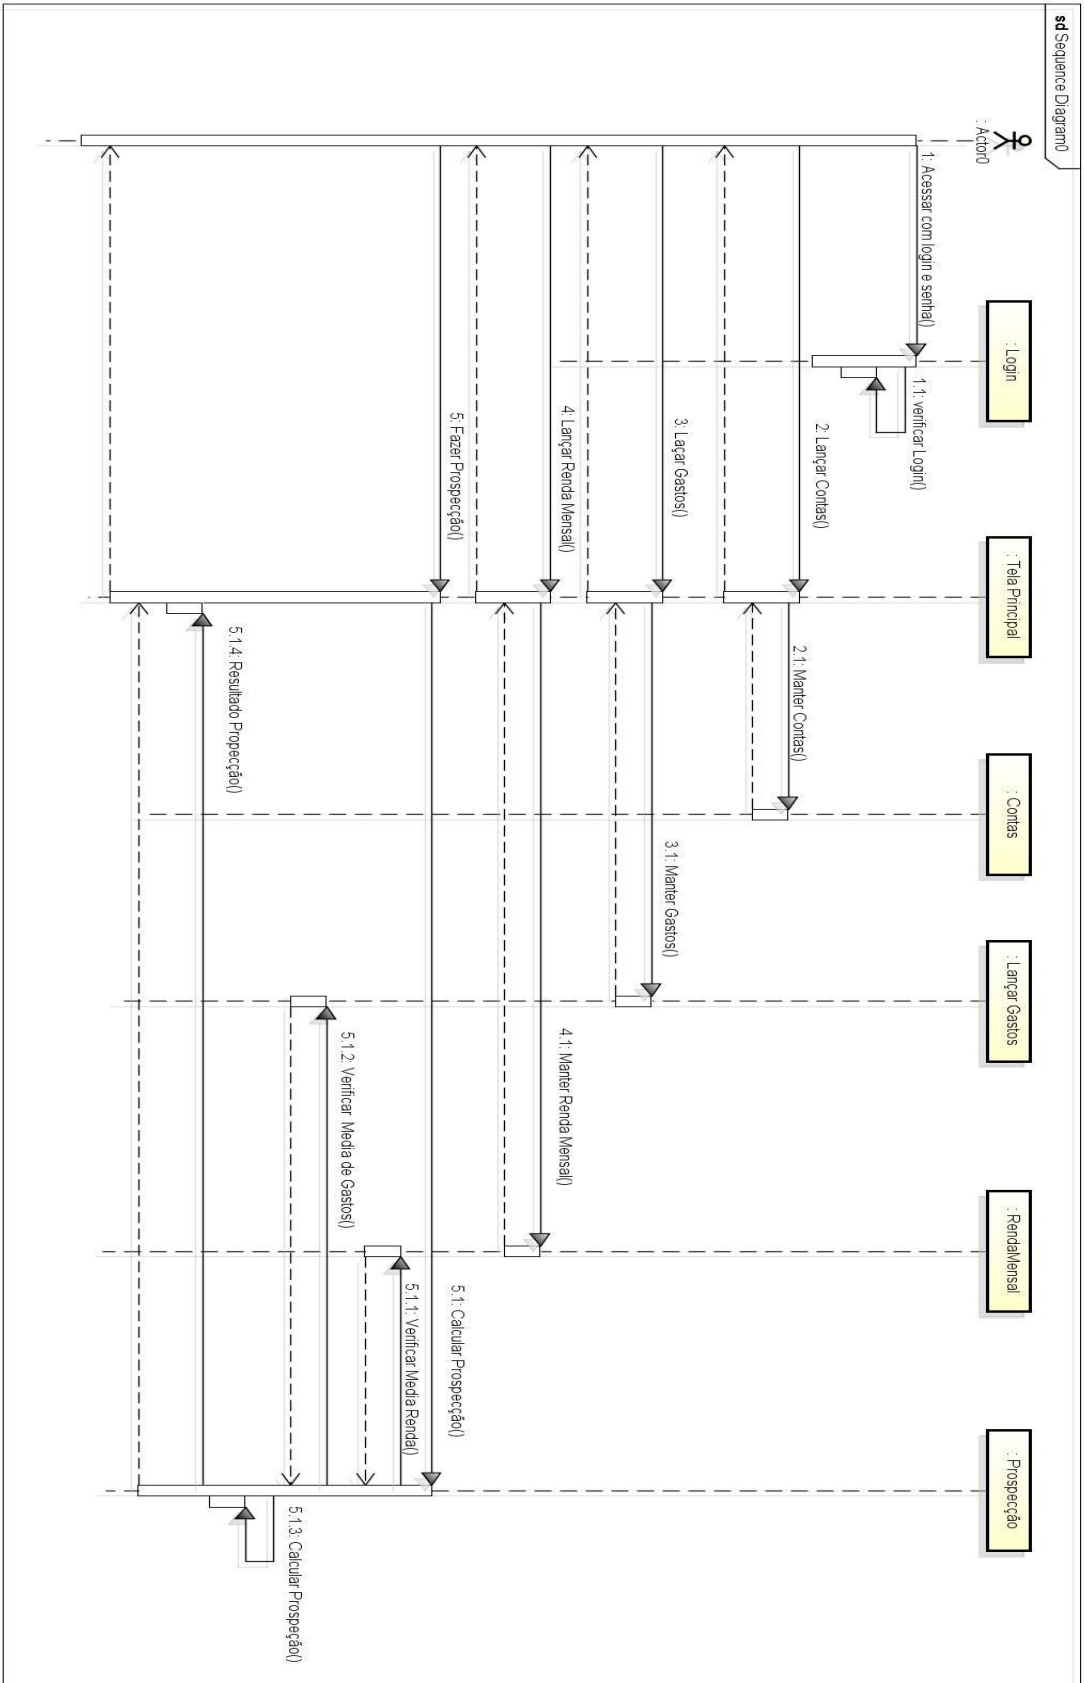 sd Sequence Diagram0
: Actor0
: Login
: Tela Principal
: Contas
: Lançar Gastos
: RendaMensal
: Prospecção
1: Acessar com login e senha()
1.1: verificar Login()
2: Lançar Contas()
2.1: Manter Contas()
3: Laçar Gastos()
3.1: Manter Gastos()
4: Lançar Renda Mensal()
4.1: Manter Renda Mensal()
5: Fazer Prospecção()
5.1: Calcular Prospecção()
5.1.1: Verificar Media Renda()
5.1.2: Verificar Media de Gastos()
5.1.3: Calcular Prospeção()
5.1.4: Resultado Propecção()